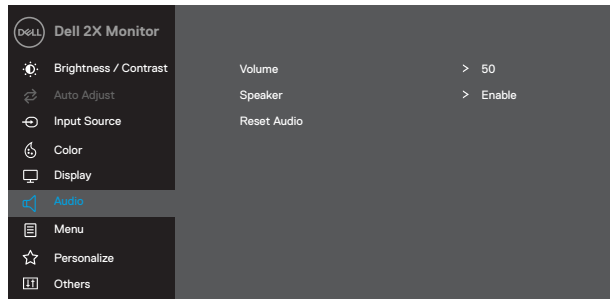 DELL Dell 2X Monitor
Brightness / Contrast
Volume > 50
Auto Adjust
Speaker > Enable
Input Source
Reset Audio
Color
Display
Audio
Menu
Personalize
Others